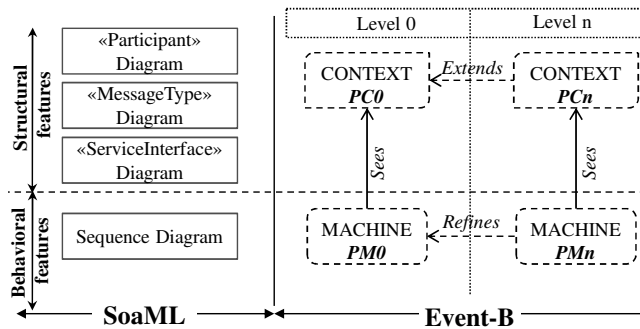 Level 0
Level n
Structural
features
«Participant»
Diagram
«MessageType»
Diagram
«ServiceInterface»
Diagram
CONTEXT
PC0
Extends
CONTEXT
PCn
Sees
Sees
Behavioral
features
Sequence Diagram
MACHINE
PM0
Refines
MACHINE
PMn
SoaML
Event-B